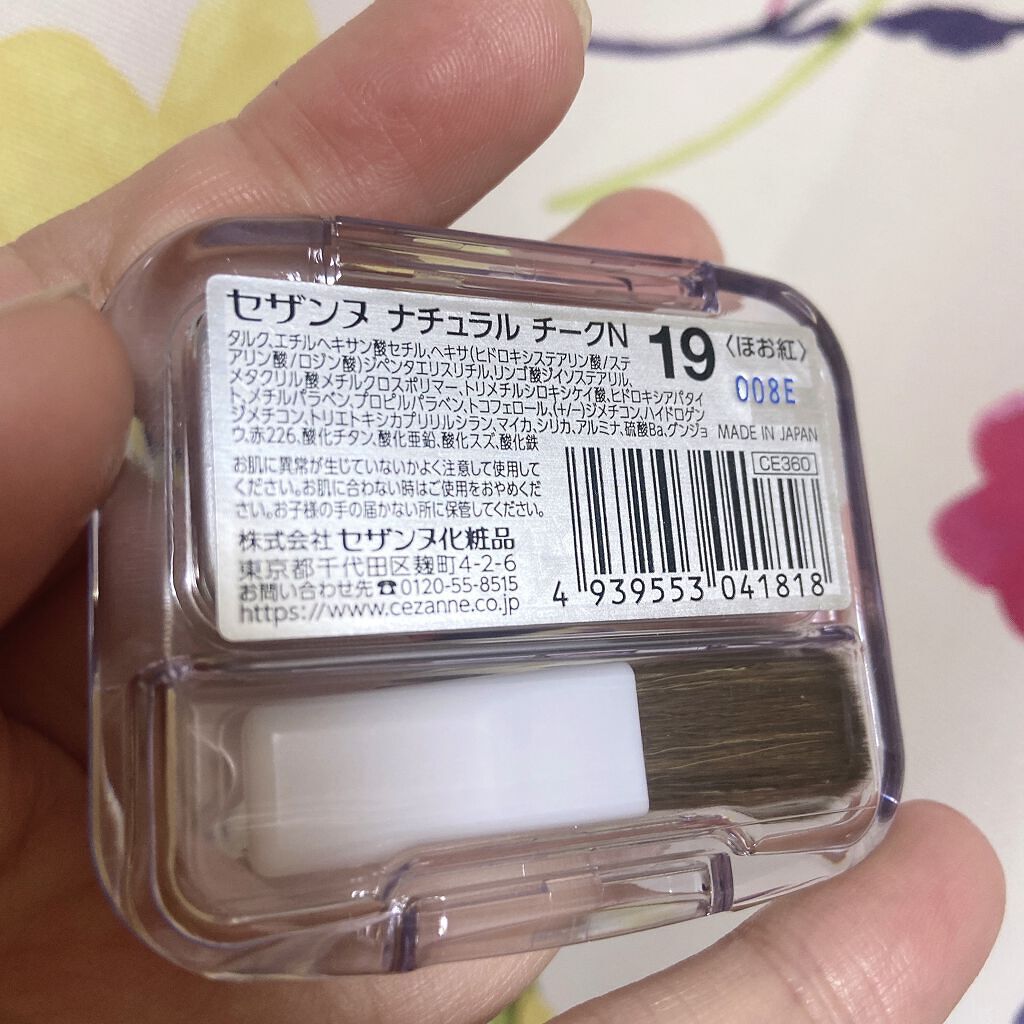 セザンヌ ナチュラル チークN 19 〈ほお紅〉
タルク、エチルヘキサン酸セチル、ヘキサ(ヒドロキシステアリン酸/ステ
アリン酸/ロジン酸)ジペンタエリスリチル、リンゴ酸ジイソステアリル、
メタクリル酸メチルクロスポリマー、トリメチルシロキシケイ酸、ヒドロキシアパタイ
ト、メチルパラベン、プロピルパラベン、トコフェロール、(+/-)ジメチコン、ハイドロゲン
ジメチコン、トリエトキシカプリリルシラン、マイカ、シリカ、アルミナ、硫酸Ba、グンジョ
ウ、赤226、酸化チタン、酸化亜鉛、酸化スズ、酸化鉄
008E
MADE IN JAPAN
CE360
お肌に異常が生じていないかよく注意して使用して
ください。お肌に合わない時はご使用をおやめくだ
さい。お子様の手の届かない所に保管してください。
株式会社 セザンヌ化粧品
東京都千代田区麹町4-2-6
お問い合わせ先 ☎0120-55-8515
https://www.cezanne.co.jp
4 939553 041818